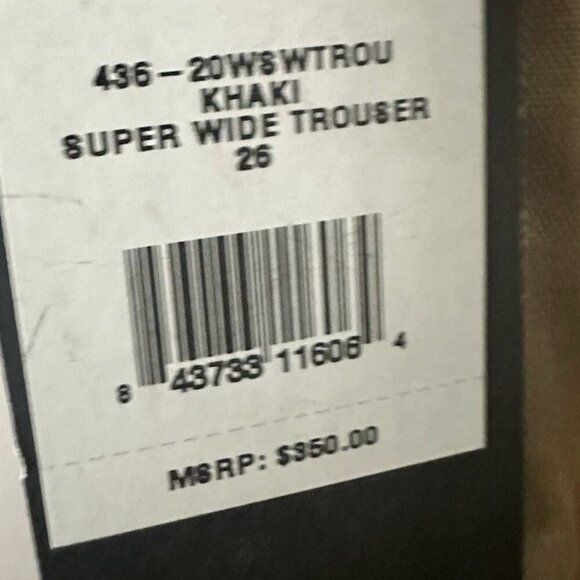 436-20WSWTROU
KHAKI
SUPER WIDE TROUSER
26
8 43733 11606 4
MSRP: $350.00